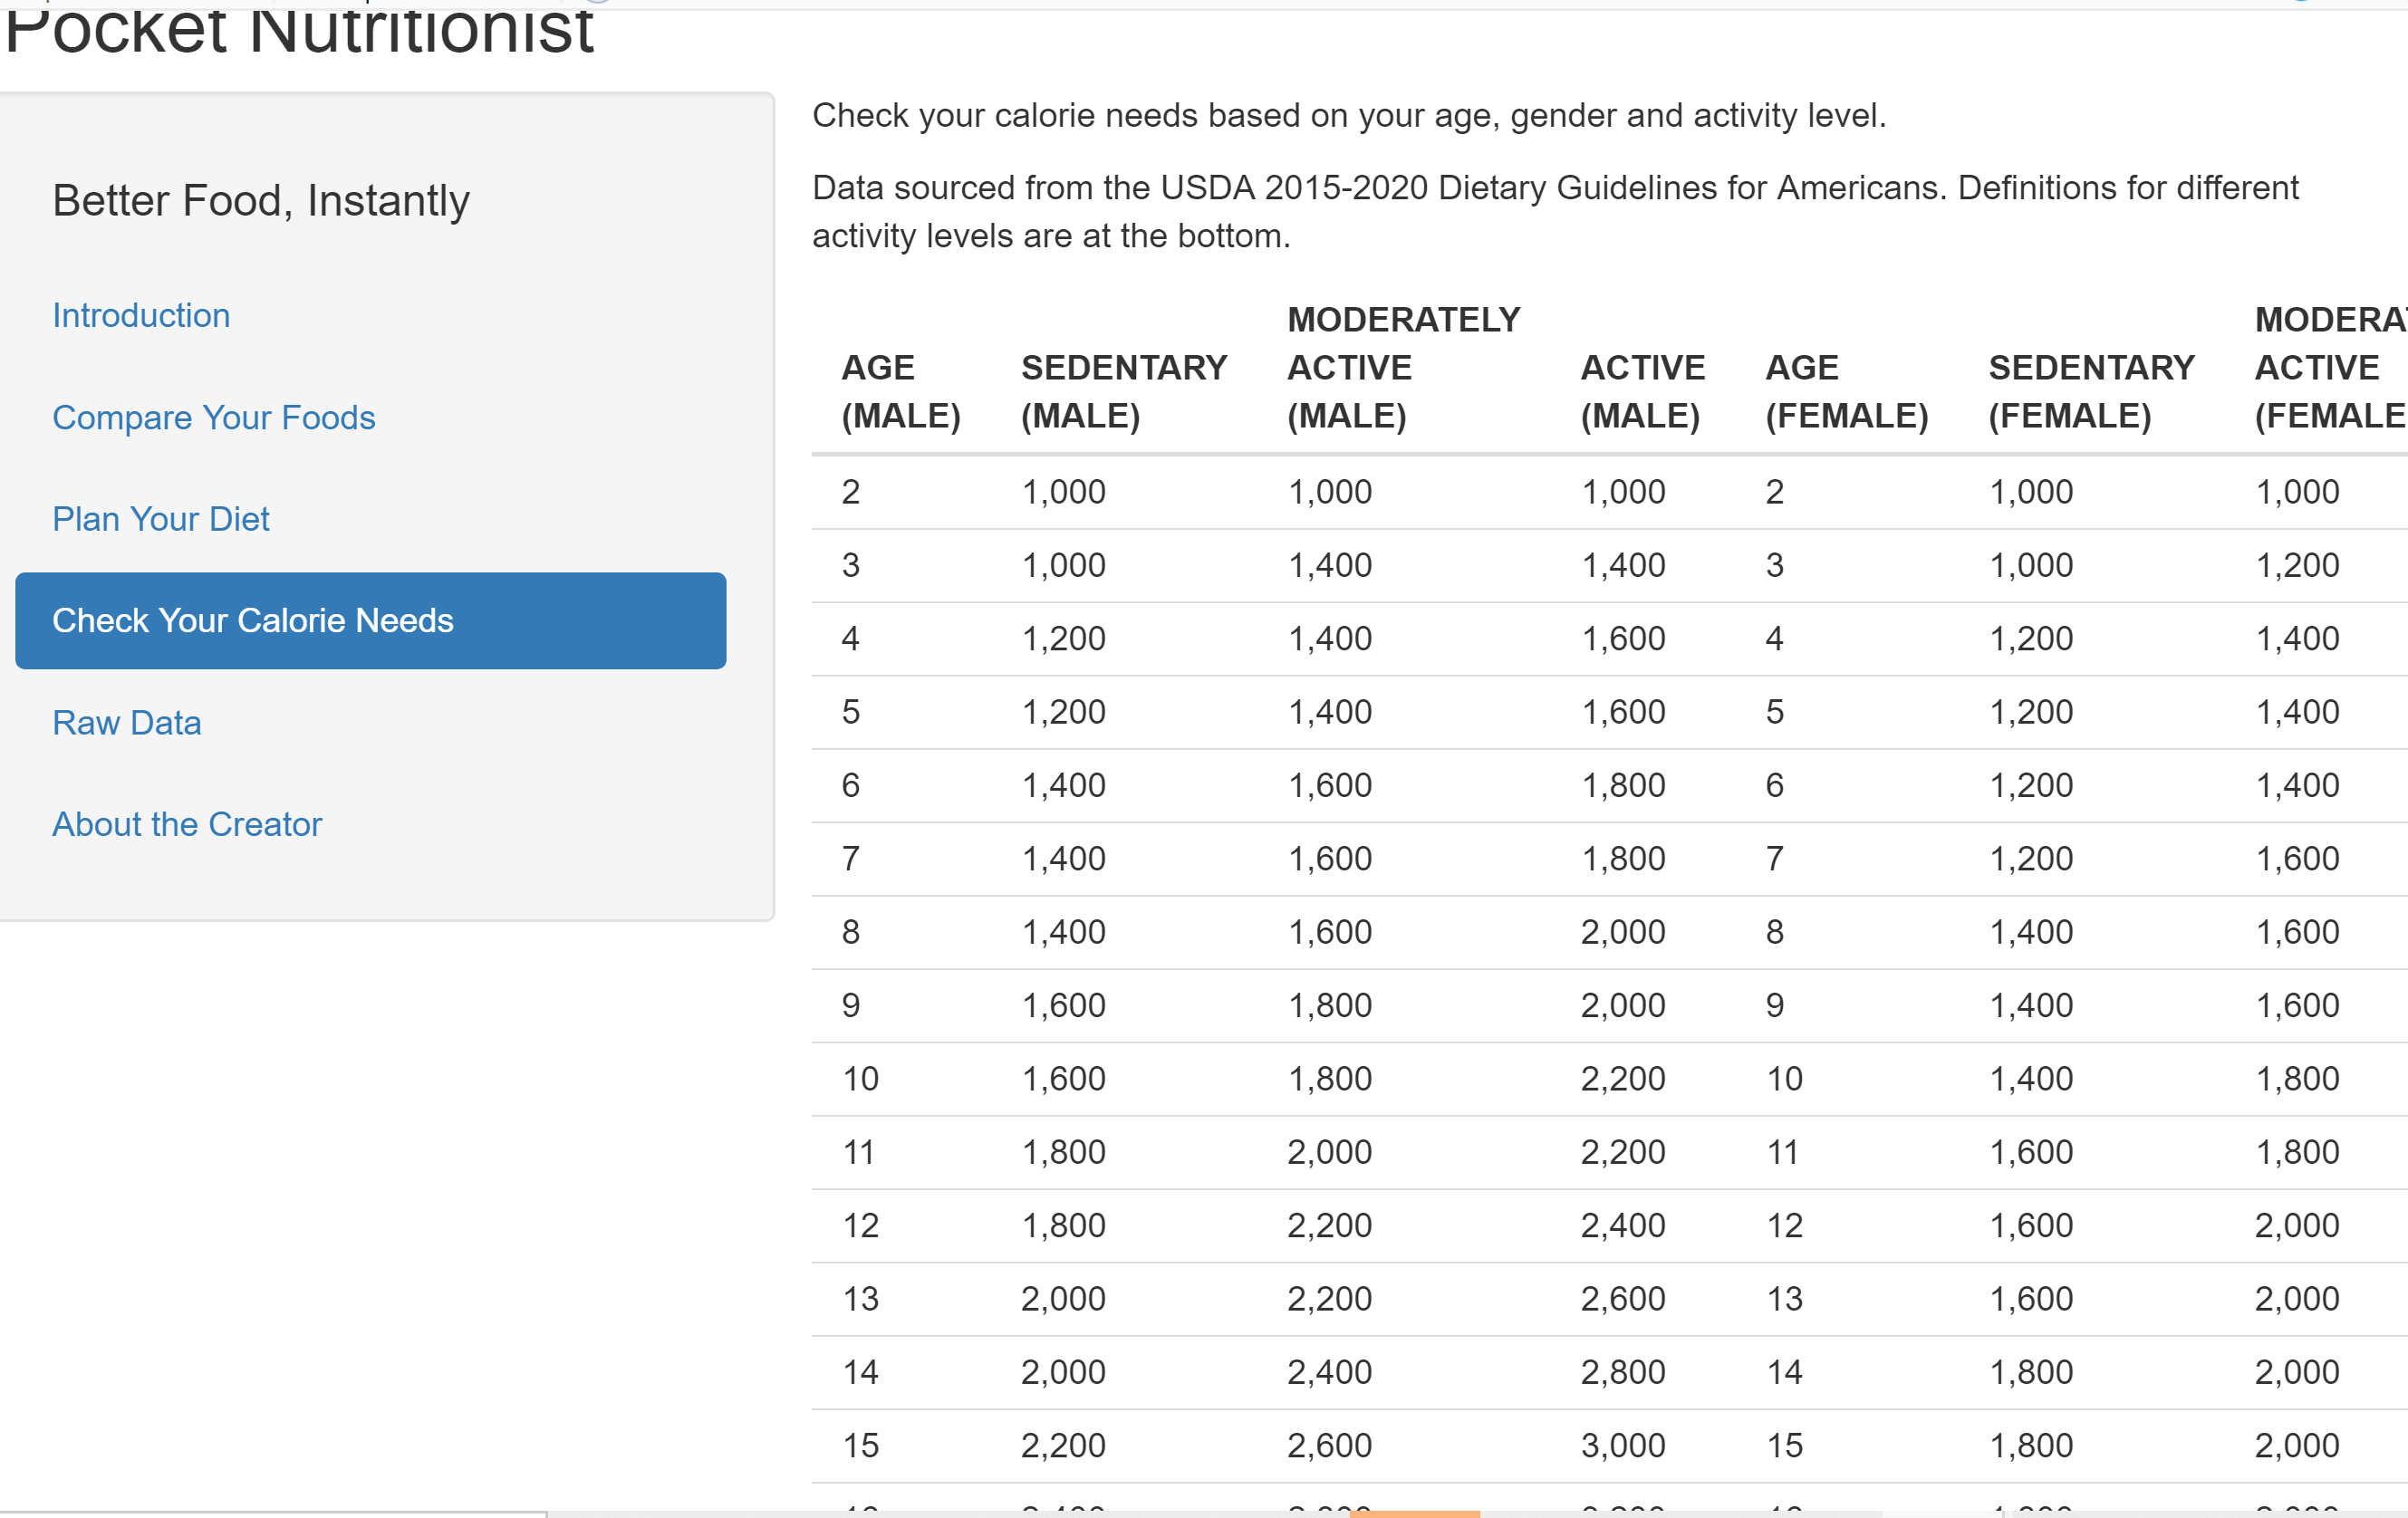 Pocket Nutritionist
Better Food, Instantly
Introduction
Compare Your Foods
Plan Your Diet
Check Your Calorie Needs
Raw Data
About the Creator
Check your calorie needs based on your age, gender and activity level.
Data sourced from the USDA 2015-2020 Dietary Guidelines for Americans. Definitions for different
activity levels are at the bottom.
MODERATELY MODERAT
AGE SEDENTARY ACTIVE ACTIVE AGE SEDENTARY ACTIVE
(MALE) (MALE) (MALE) (MALE) (FEMALE) (FEMALE) (FEMALE
2 1,000 1,000 1,000 2 1,000 1,000
3 1,000 1,400 1,400 3 1,000 1,200
4 1,200 1,400 1,600 4 1,200 1,400
5 1,200 1,400 1,600 5 1,200 1,400
6 1,400 1,600 1,800 6 1,200 1,400
7 1,400 1,600 1,800 7 1,200 1,600
8 1,400 1,600 2,000 8 1,400 1,600
9 1,600 1,800 2,000 9 1,400 1,600
10 1,600 1,800 2,200 10 1,400 1,800
11 1,800 2,000 2,200 11 1,600 1,800
12 1,800 2,200 2,400 12 1,600 2,000
13 2,000 2,200 2,600 13 1,600 2,000
14 2,000 2,400 2,800 14 1,800 2,000
15 2,200 2,600 3,000 15 1,800 2,000